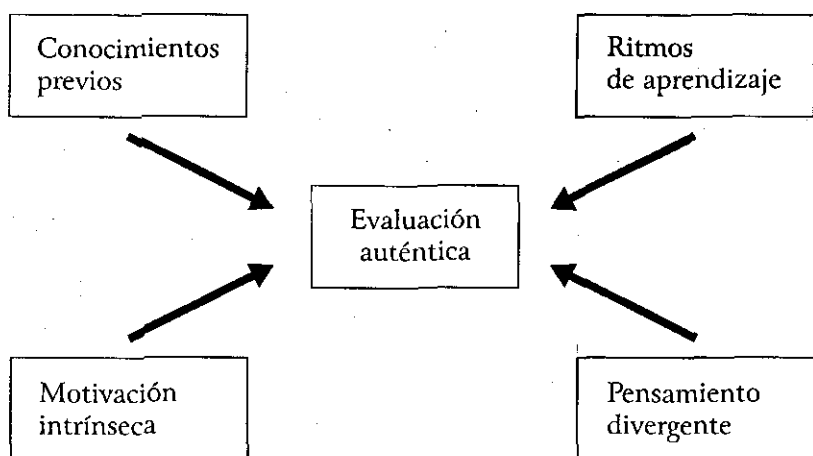 Conocimientos
previos
Ritmos
de aprendizaje
Evaluación
auténtica
Motivación
intrínseca
Pensamiento
divergente